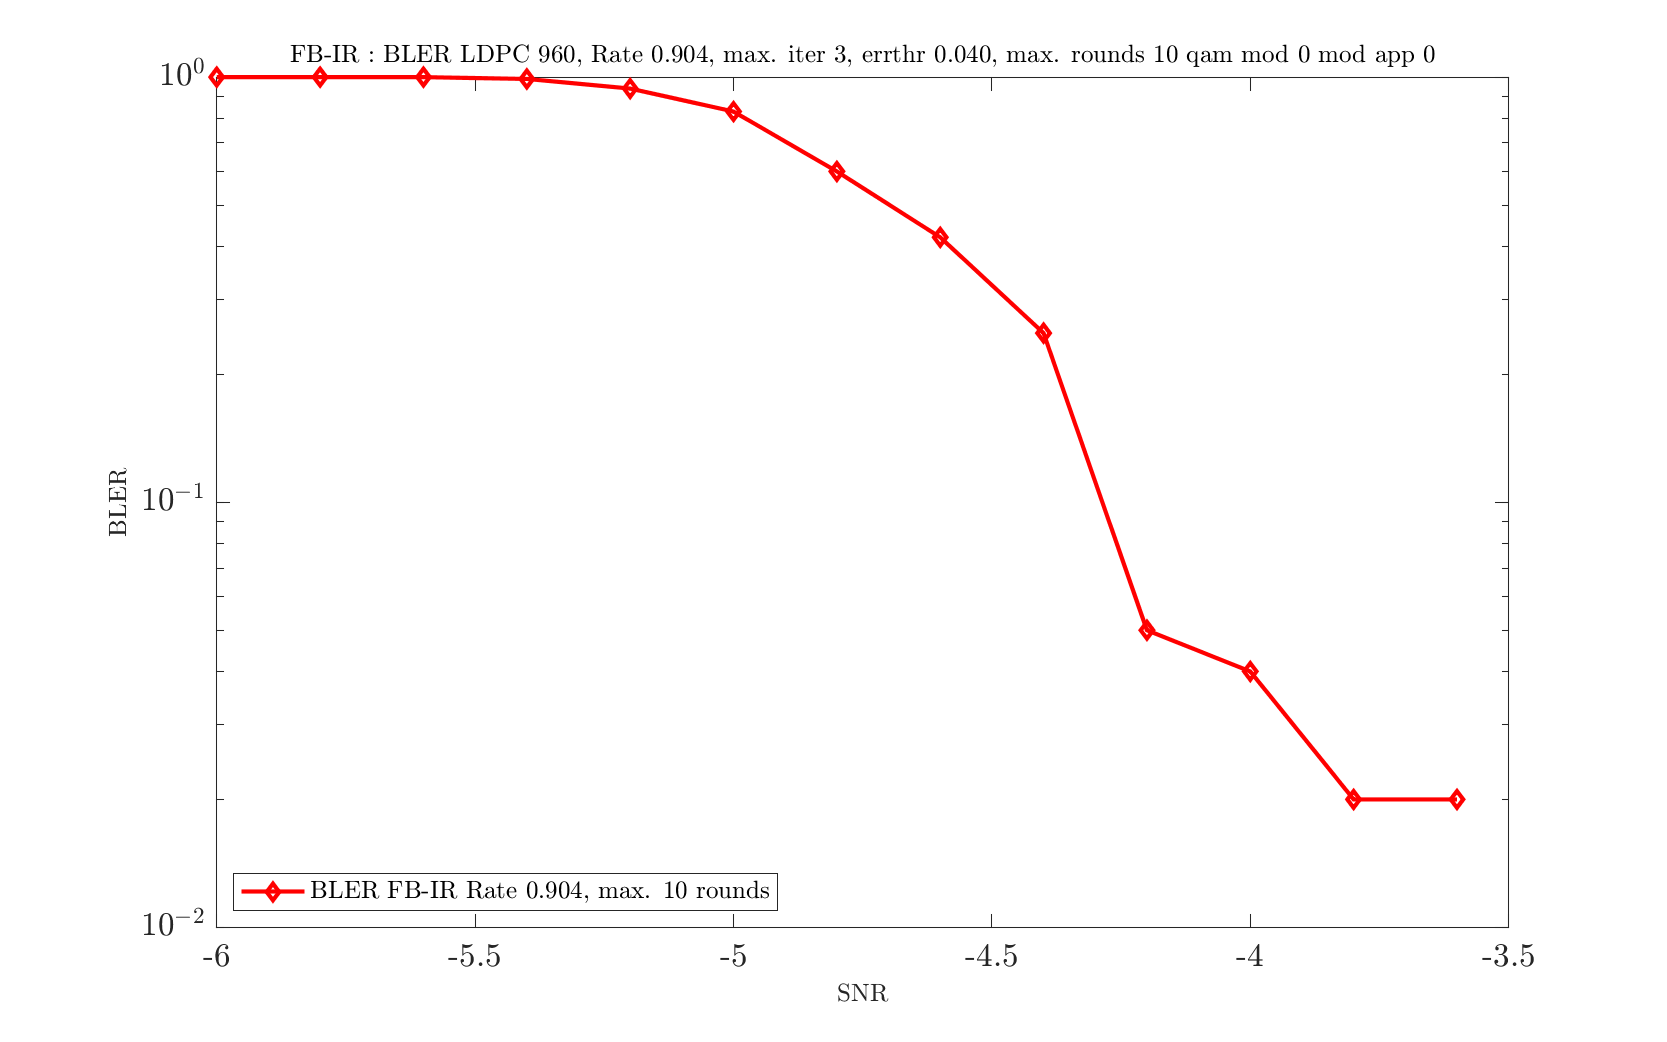 FB-IR : BLER LDPC 960, Rate 0.904, max. iter 3, errthr 0.040, max. rounds 10 qam mod 0 mod app 0
10⁰
10⁻¹
10⁻²
BLER
BLER FB-IR Rate 0.904, max. 10 rounds
-6 -5.5 -5 -4.5 -4 -3.5
SNR